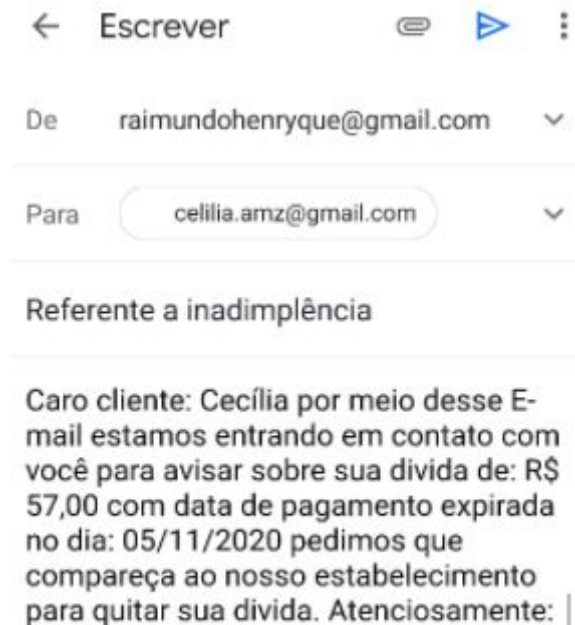 Escrever
De raimundohenryque@gmail.com
Para celilia.amz@gmail.com
Referente a inadimplência
Caro cliente: Cecília por meio desse E-
mail estamos entrando em contato com
você para avisar sobre sua divida de: R$
57,00 com data de pagamento expirada
no dia: 05/11/2020 pedimos que
compareça ao nosso estabelecimento
para quitar sua divida. Atenciosamente: